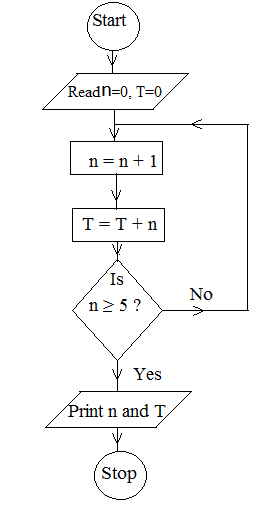 Start
Read n=0, T=0
n = n + 1
T = T + n
Is
n ≥ 5 ?
No
Yes
Print n and T
Stop